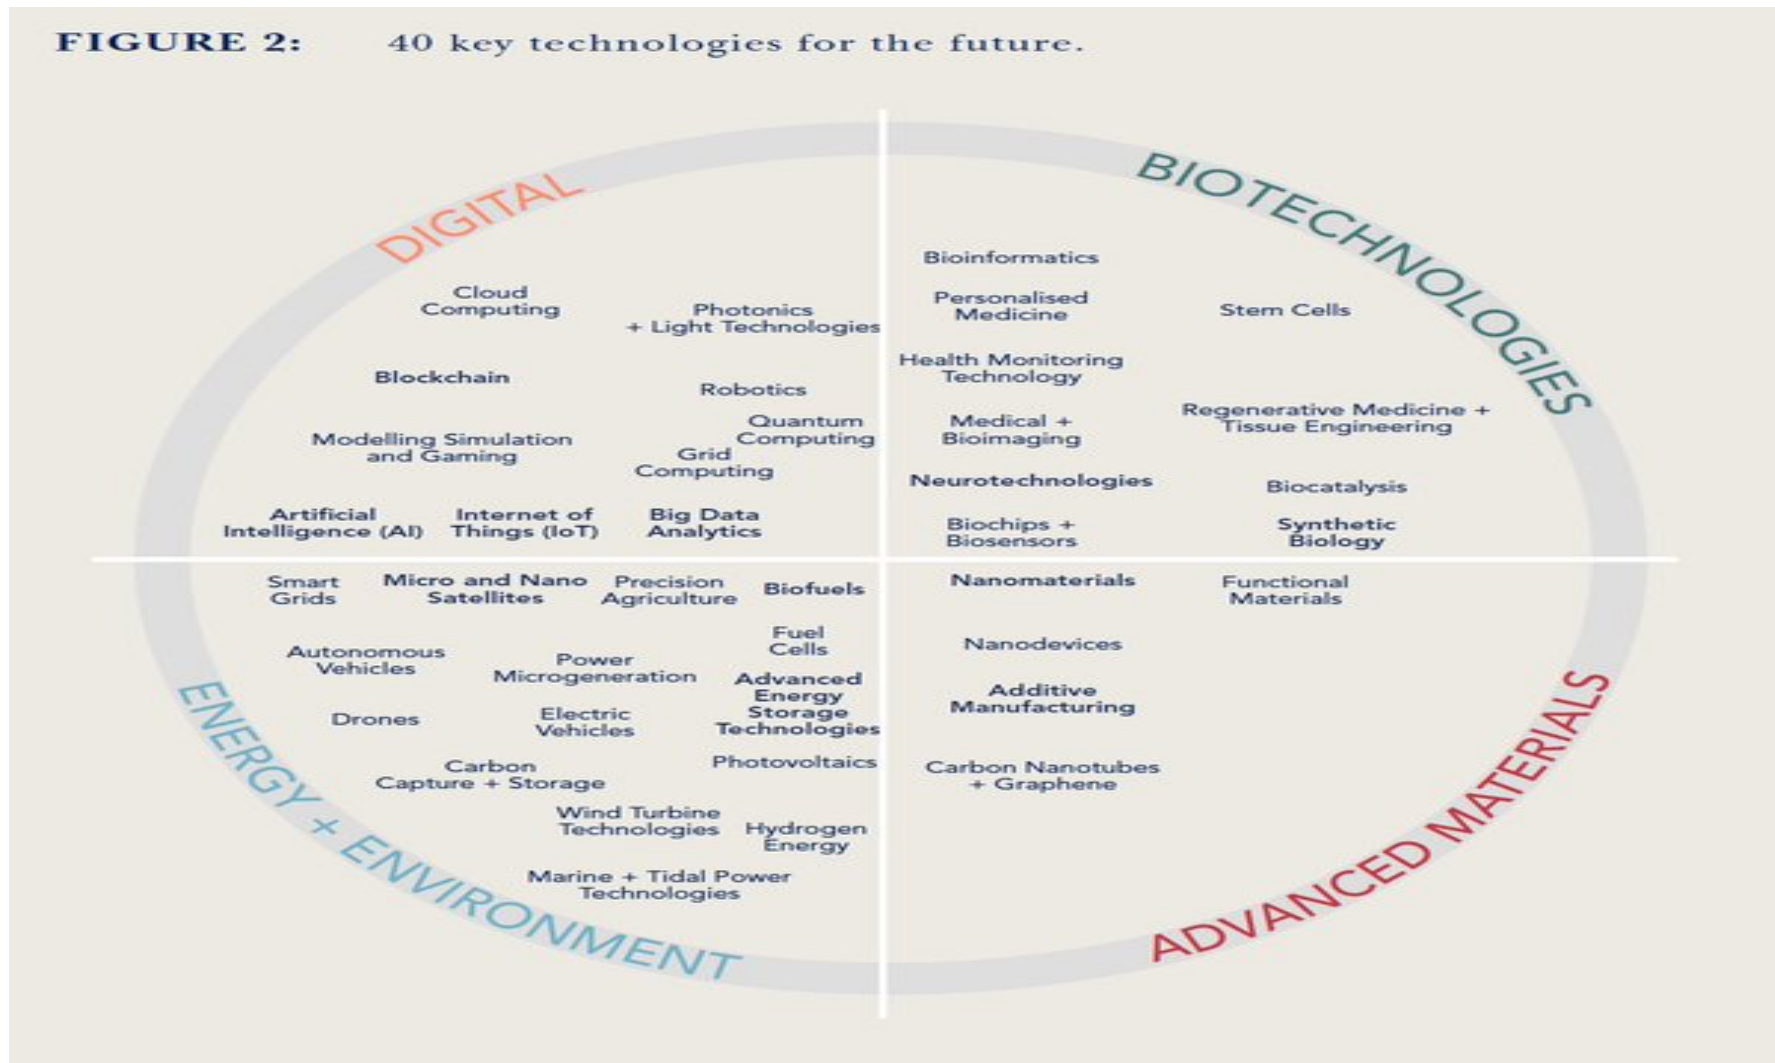 FIGURE 2: 40 key technologies for the future.
DIGITAL
Cloud
Computing
Photonics
+ Light Technologies
Blockchain
Robotics
Quantum
Computing
Modelling Simulation
and Gaming
Grid
Computing
Artificial
Intelligence (AI)
Internet of
Things (IoT)
Big Data
Analytics
BIOTECHNOLOGIES
Bioinformatics
Personalised
Medicine
Stem Cells
Health Monitoring
Technology
Medical +
Bioimaging
Regenerative Medicine +
Tissue Engineering
Neurotechnologies
Biocatalysis
Biochips +
Biosensors
Synthetic
Biology
ENERGY + ENVIRONMENT
Smart
Grids
Micro and Nano
Satellites
Precision
Agriculture
Biofuels
Fuel
Cells
Autonomous
Vehicles
Power
Microgeneration
Advanced
Energy
Storage
Technologies
Drones
Electric
Vehicles
Carbon
Capture + Storage
Photovoltaics
Wind Turbine
Technologies
Hydrogen
Energy
Marine + Tidal Power
Technologies
ADVANCED MATERIALS
Nanomaterials
Functional
Materials
Nanodevices
Additive
Manufacturing
Carbon Nanotubes
+ Graphene